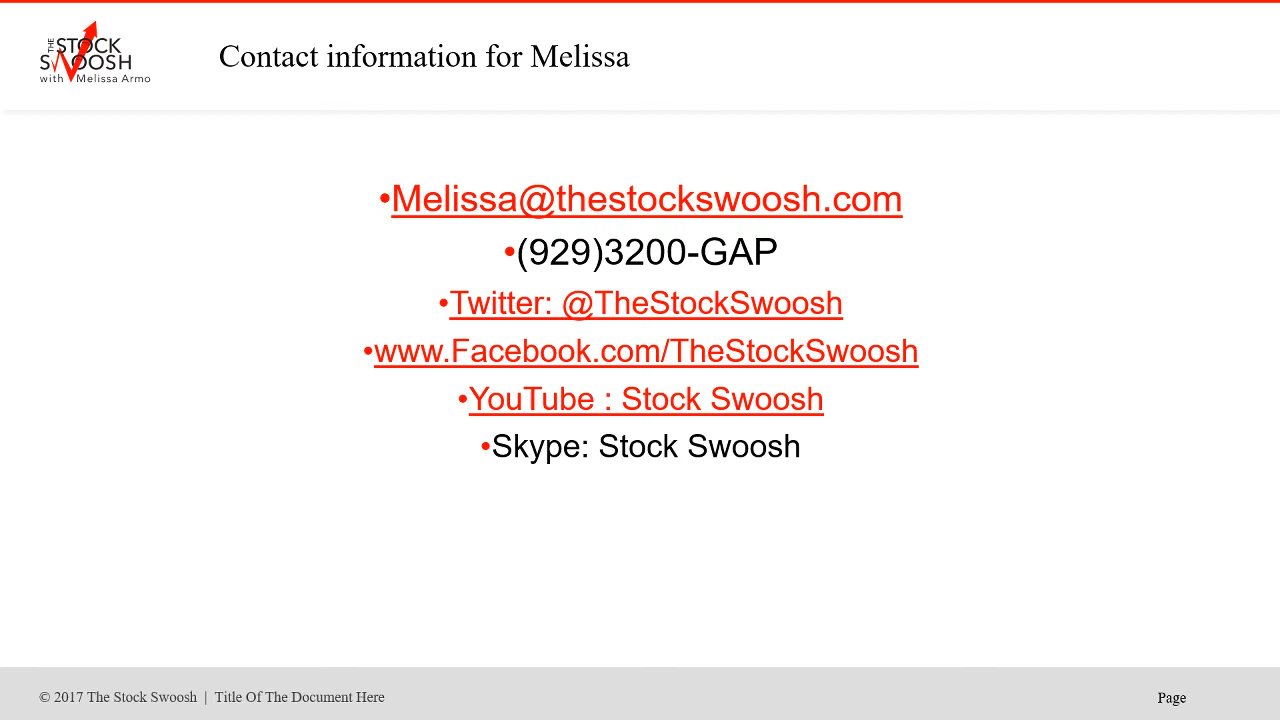 THE STOCK
SWOOSH
with Melissa Armo
Contact information for Melissa
•Melissa@thestockswoosh.com
•(929)3200-GAP
•Twitter: @TheStockSwoosh
•www.Facebook.com/TheStockSwoosh
•YouTube : Stock Swoosh
•Skype: Stock Swoosh
© 2017 The Stock Swoosh | Title Of The Document Here
Page